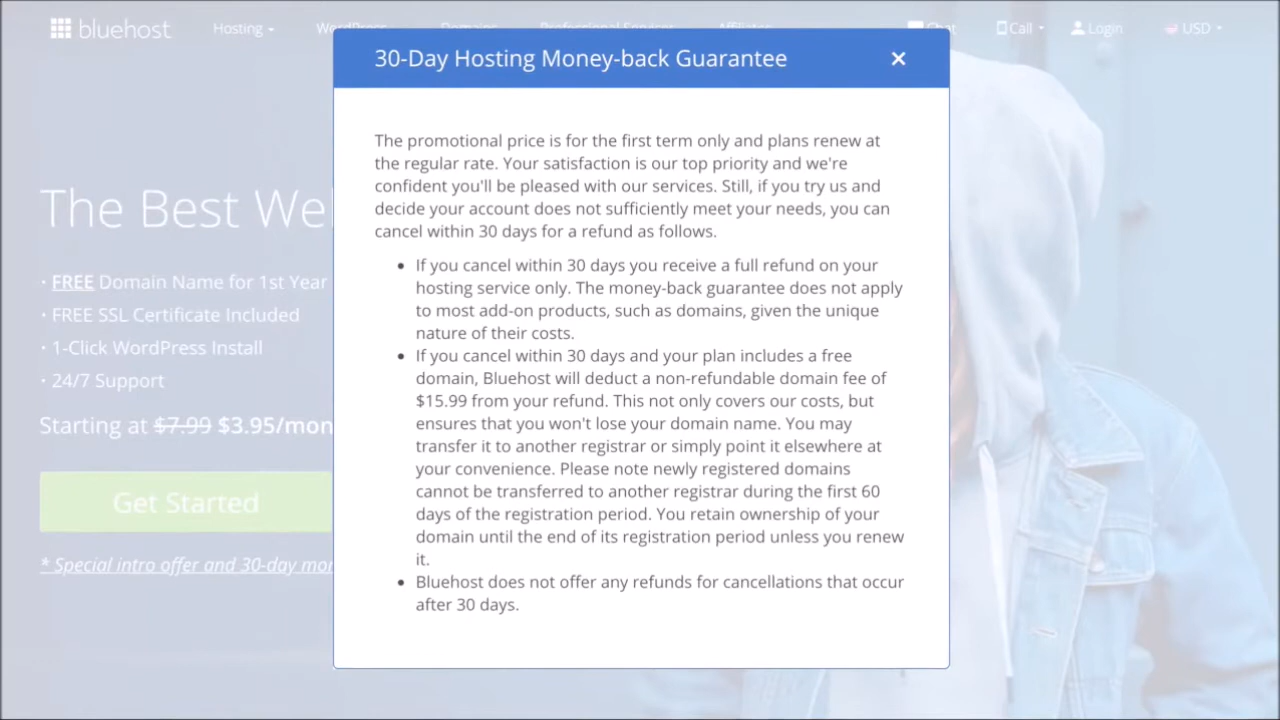 bluehost
Hosting
Chat
Call
Login
USD
30-Day Hosting Money-back Guarantee
The promotional price is for the first term only and plans renew at
the regular rate. Your satisfaction is our top priority and we're
confident you'll be pleased with our services. Still, if you try us and
decide your account does not sufficiently meet your needs, you can
cancel within 30 days for a refund as follows.
• If you cancel within 30 days you receive a full refund on your
hosting service only. The money-back guarantee does not apply
to most add-on products, such as domains, given the unique
nature of their costs.
• If you cancel within 30 days and your plan includes a free
domain, Bluehost will deduct a non-refundable domain fee of
$15.99 from your refund. This not only covers our costs, but
ensures that you won't lose your domain name. You may
transfer it to another registrar or simply point it elsewhere at
your convenience. Please note newly registered domains
cannot be transferred to another registrar during the first 60
days of the registration period. You retain ownership of your
domain until the end of its registration period unless you renew
it.
• Bluehost does not offer any refunds for cancellations that occur
after 30 days.
The Best We
· FREE Domain Name for 1st Year
· FREE SSL Certificate Included
· 1-Click WordPress Install
· 24/7 Support
Starting at $7.99 $3.95/mon
Get Started
* Special intro offer and 30-day mon